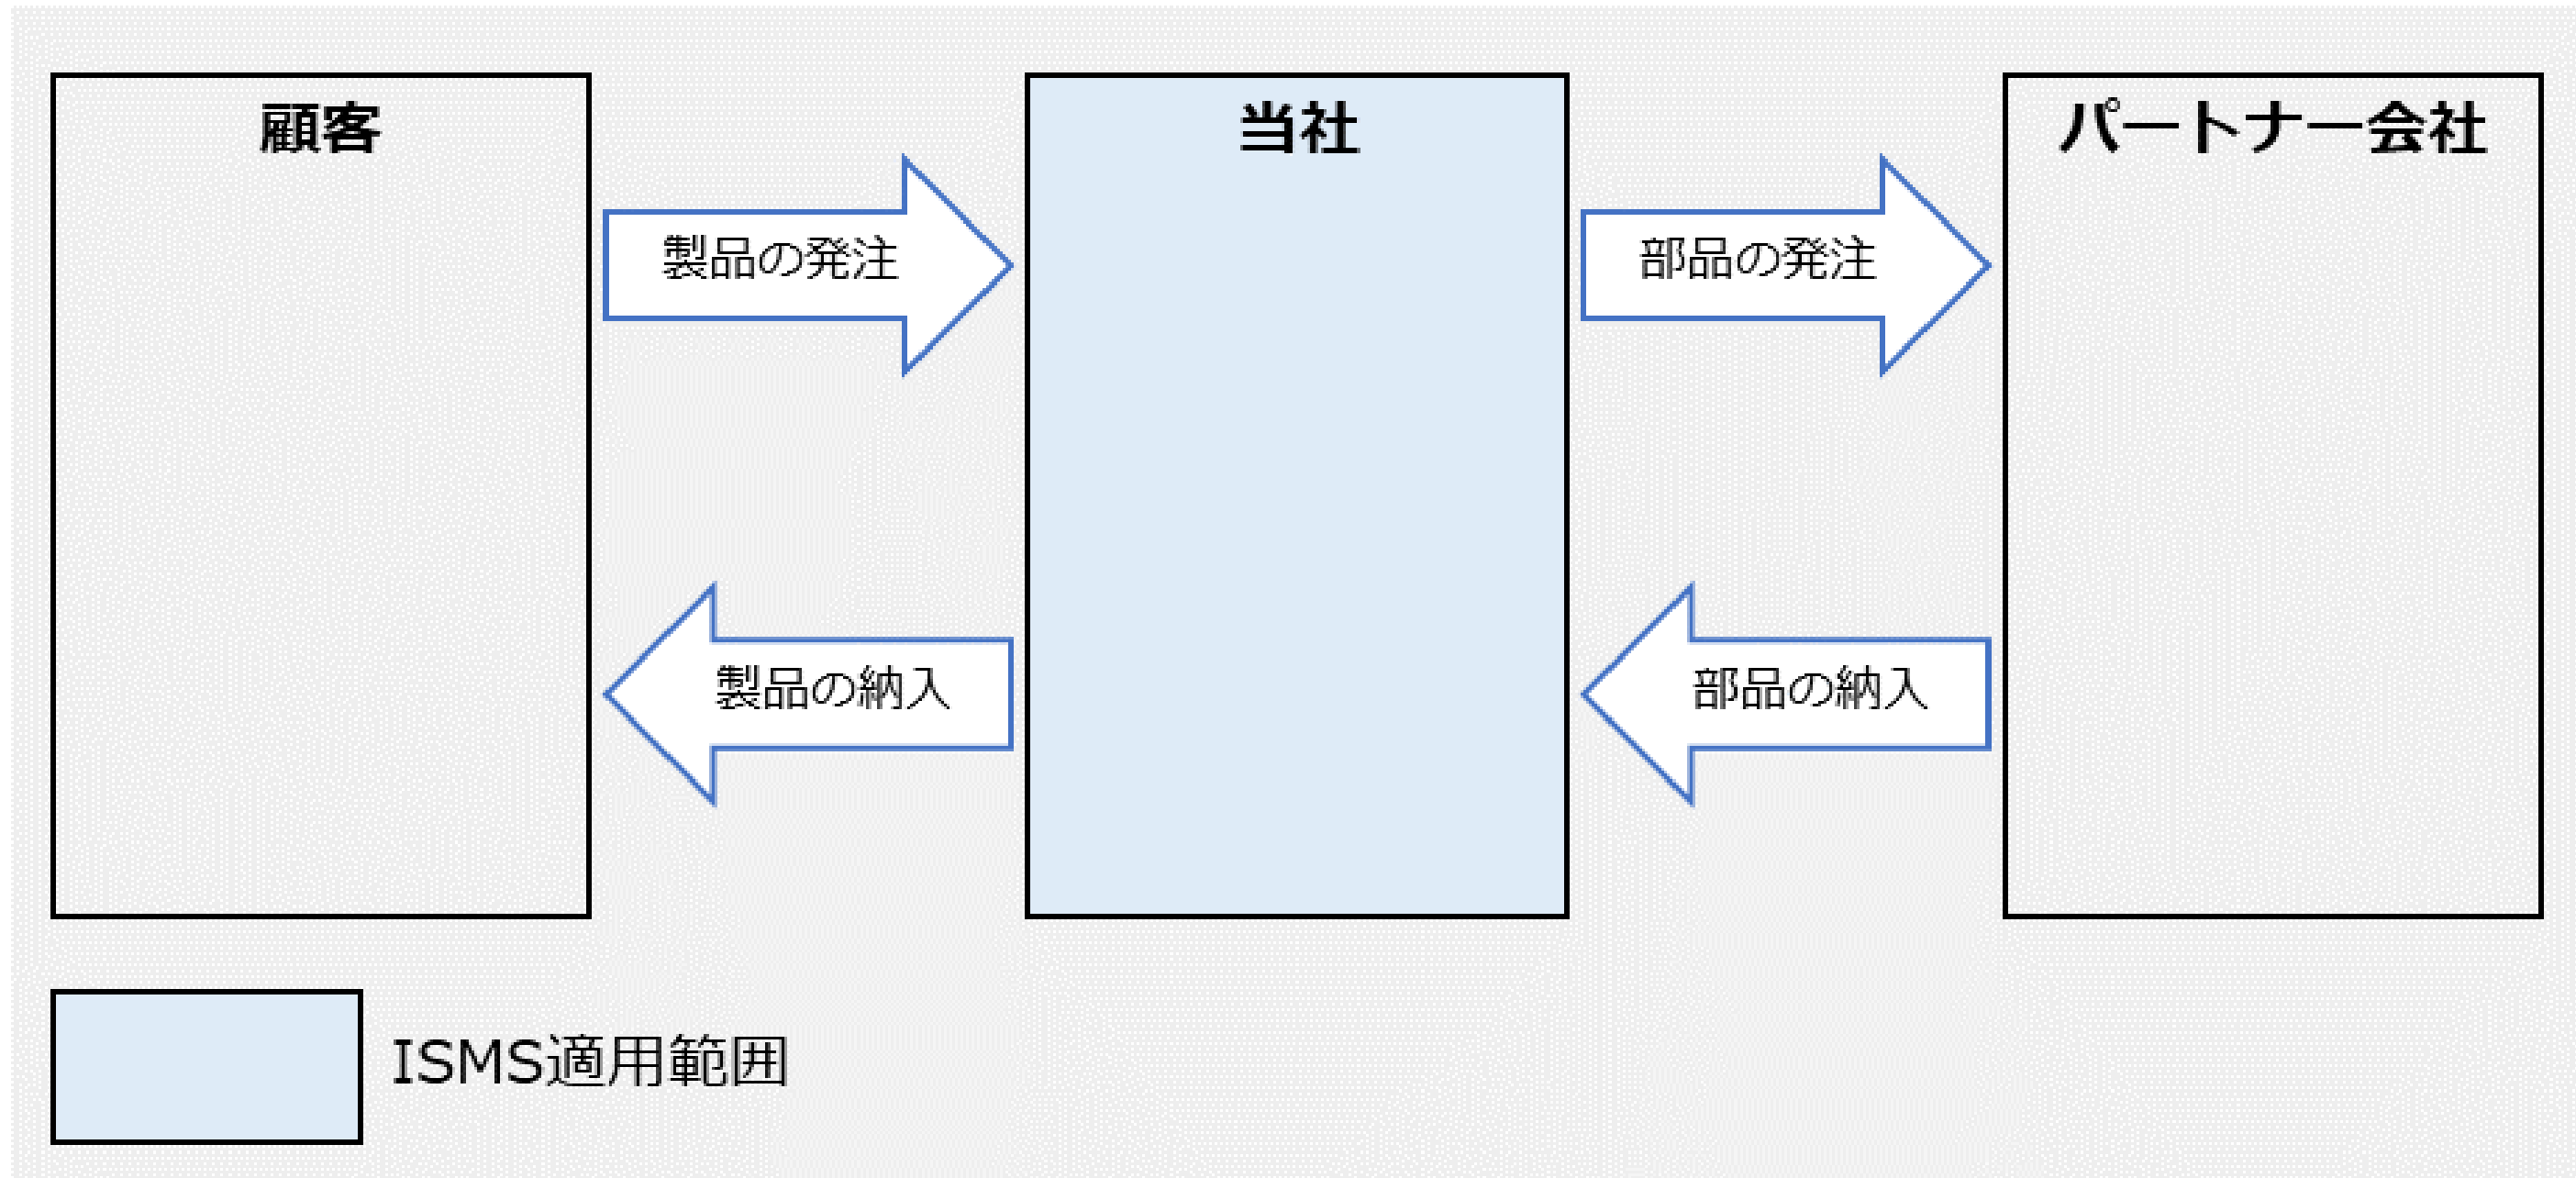 顧客
当社
パートナー会社
製品の発注
部品の発注
製品の納入
部品の納入
ISMS適用範囲